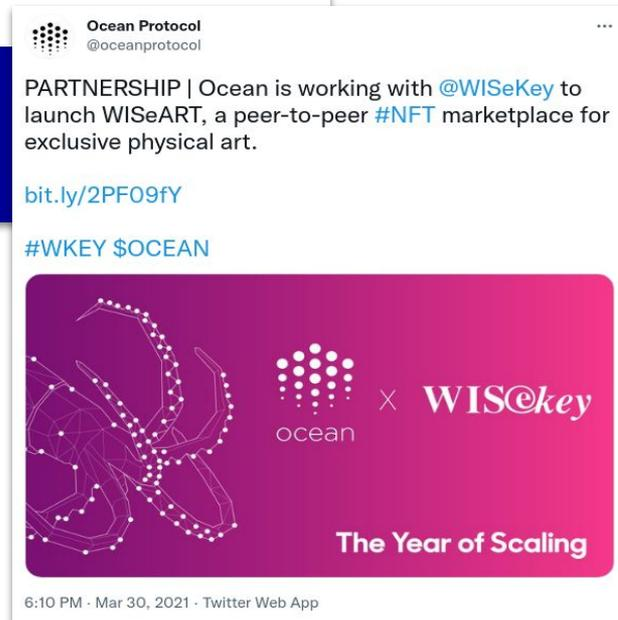 Ocean Protocol
@oceanprotocol
PARTNERSHIP | Ocean is working with @WISeKey to
launch WISeART, a peer-to-peer #NFT marketplace for
exclusive physical art.
bit.ly/2PF09fY
#WKEY $OCEAN
ocean
X
WISekey
The Year of Scaling
6:10 PM · Mar 30, 2021 · Twitter Web App